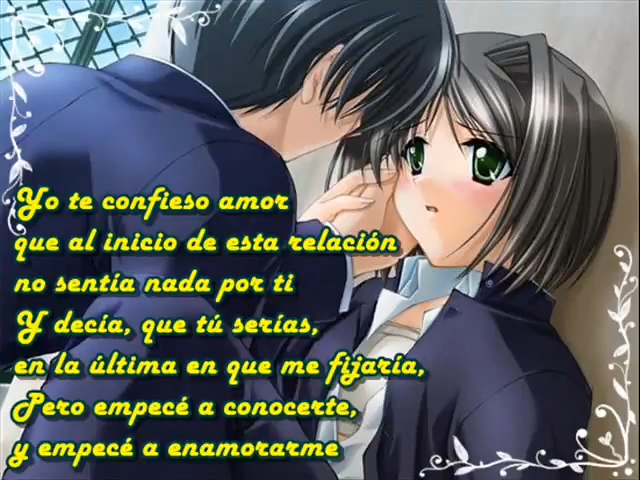 Yo te confieso amor
que al inicio de esta relación
no sentía nada por ti
Y decía, que tú serías,
en la última en que me fijaría,
Pero empecé a conocerte,
y empecé a enamorarme